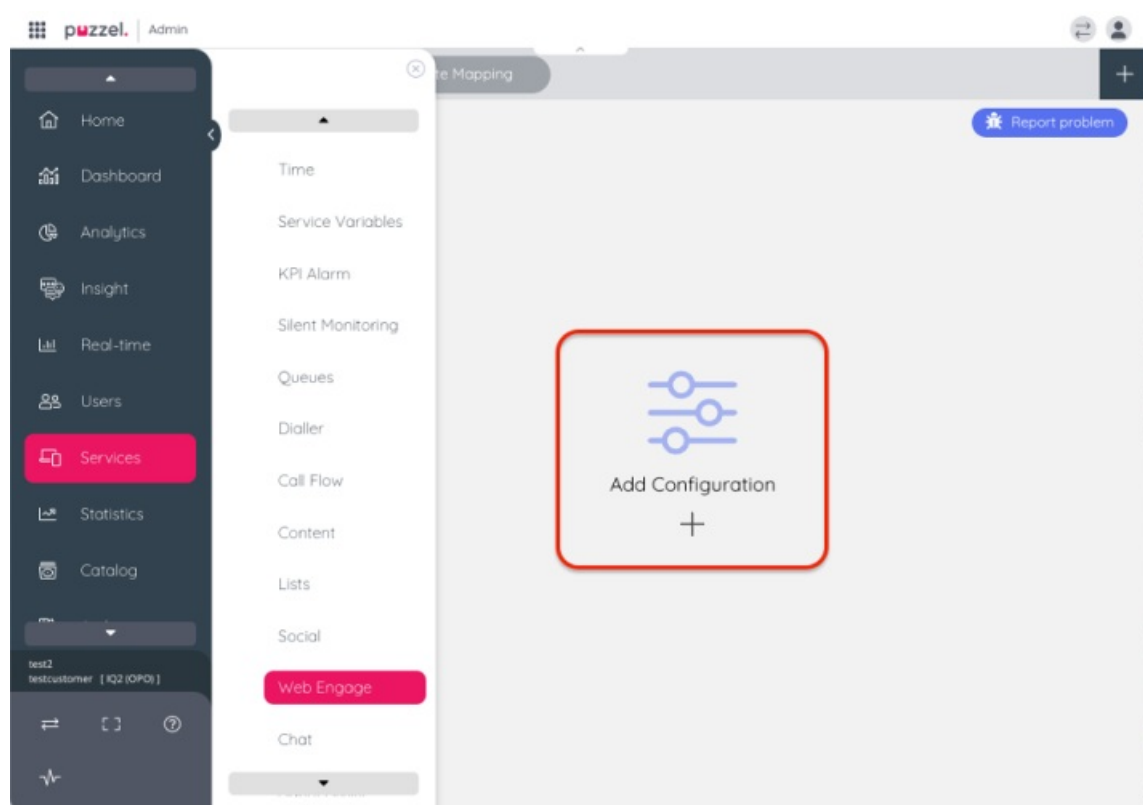 puzzel. Admin
te Mapping
Report problem
Home
Dashboard
Analytics
Insight
Real-time
Users
Services
Statistics
Catalog
test2
testcustomer [ IQ2 (OPO) ]
Time
Service Variables
KPI Alarm
Silent Monitoring
Queues
Dialler
Call Flow
Content
Lists
Social
Web Engage
Chat
Add Configuration